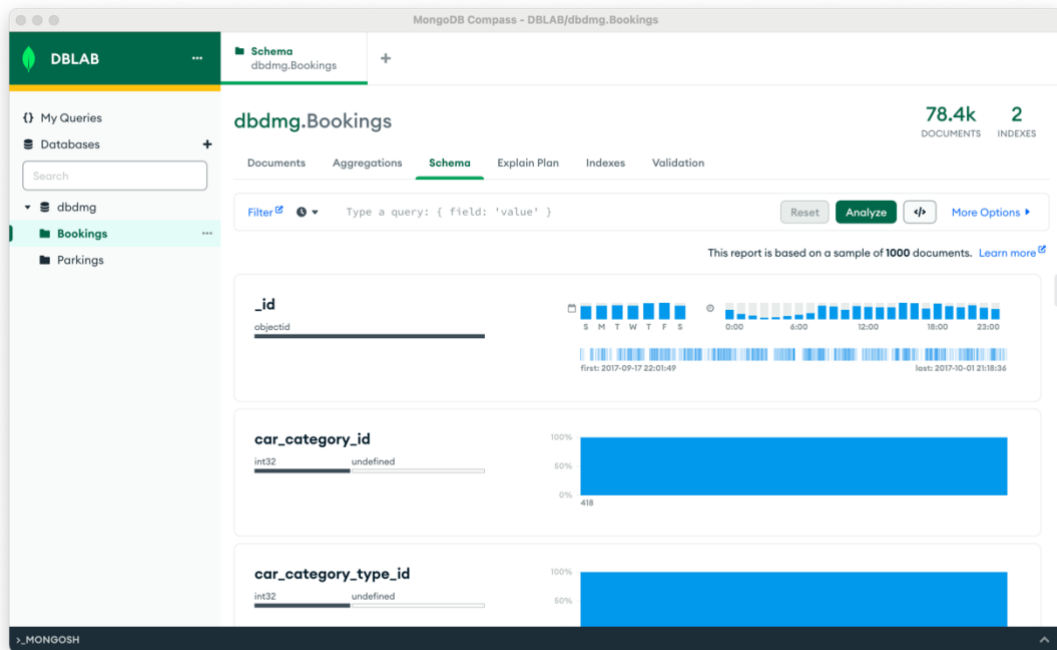 MongoDB Compass - DBLAB/dbdmg.Bookings
DBLAB
Schema
dbdmg.Bookings
{} My Queries
Databases
Search
dbdmg
Bookings
Parkings
dbdmg.Bookings
78.4k
DOCUMENTS
2
INDEXES
Documents Aggregations Schema Explain Plan Indexes Validation
Filter Type a query: { field: 'value' } Reset Analyze </> More Options
This report is based on a sample of 1000 documents. Learn more
_id
objectid
S M T W T F S
0:00 6:00 12:00 18:00 23:00
first: 2017-09-17 22:01:49 last: 2017-10-01 21:18:36
car_category_id
int32 undefined
100%
50%
0%
418
car_category_type_id
int32 undefined
100%
50%
>_MONGOSH